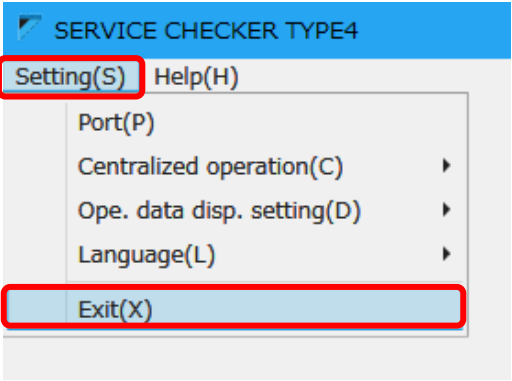 SERVICE CHECKER TYPE4
Setting(S) Help(H)
Port(P)
Centralized operation(C)
Ope. data disp. setting(D)
Language(L)
Exit(X)